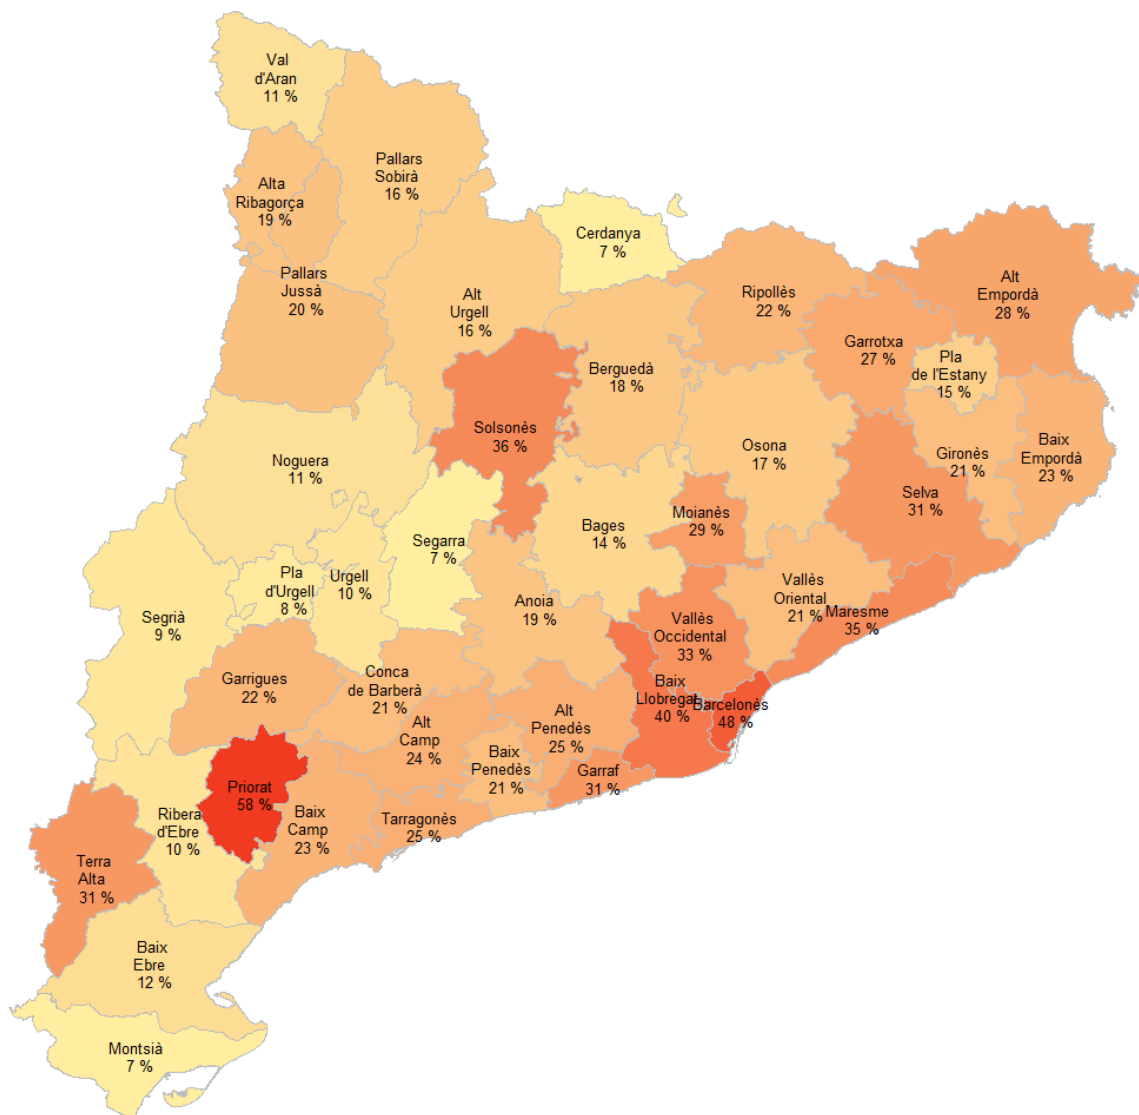 Val
d'Aran
11 %
Pallars
Sobirà
16 %
Alta
Ribagorça
19 %
Cerdanya
7 %
Pallars
Jussà
20 %
Alt
Urgell
16 %
Ripollès
22 %
Alt
Empordà
28 %
Garrotxa
27 %
Pla
de l'Estany
15 %
Berguedà
18 %
Solsonès
36 %
Osona
17 %
Gironès
21 %
Baix
Empordà
23 %
Noguera
11 %
Selva
31 %
Moianès
29 %
Bages
14 %
Segarra
7 %
Pla
d'Urgell
8 %
Urgell
10 %
Vallès
Oriental
21 %
Anoia
19 %
Segrià
9 %
Vallès
Occidental
33 %
Maresme
35 %
Garrigues
22 %
Conca
de Barberà
21 %
Baix
Llobregat
40 %
Barcelonès
48 %
Alt
Camp
24 %
Alt
Penedès
25 %
Baix
Penedès
21 %
Garraf
31 %
Priorat
58 %
Ribera
d'Ebre
10 %
Baix
Camp
23 %
Tarragonès
25 %
Terra
Alta
31 %
Baix
Ebre
12 %
Montsià
7 %